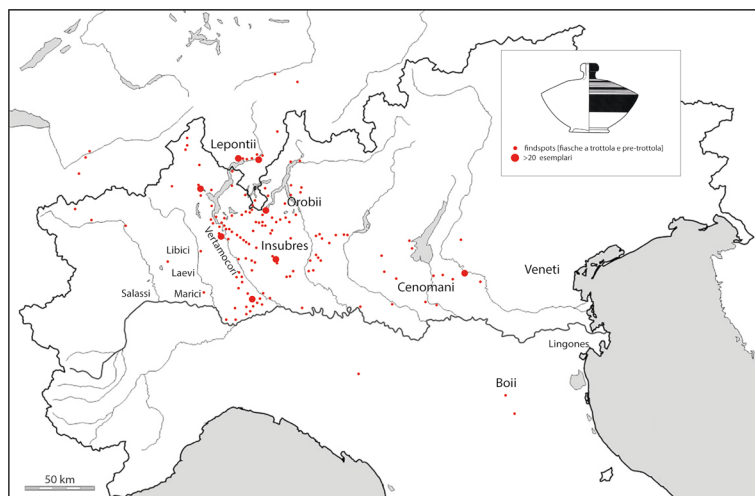 findspots [fiasche a trottola e pre-trottola]
>20 esemplari
Lepontii
Orobii
Vertamocori
Insubres
Libici
Laevi
Salassi
Marici
Cenomani
Veneti
Lingones
Boii
50 km